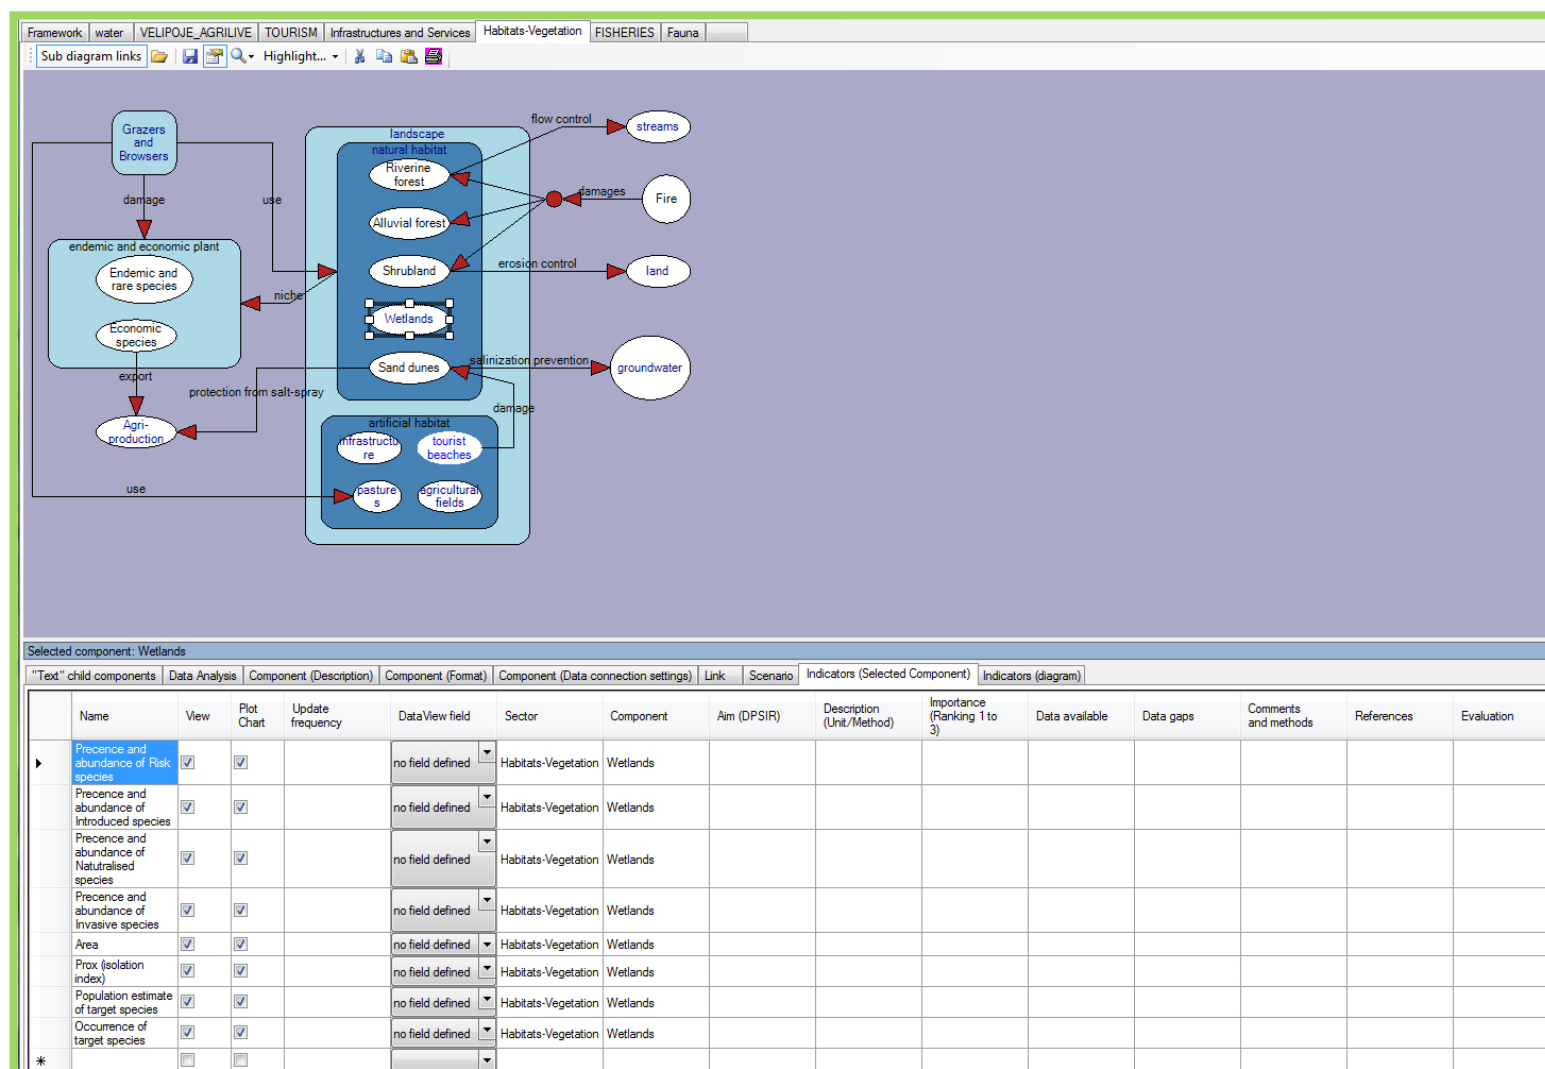 Framework water VELIPOJE_AGRILIVE TOURISM Infrastructures and Services Habitats-Vegetation FISHERIES Fauna
Sub diagram links Highlight...
flow control
streams
Grazers
and
Browsers
landscape
natural habitat
Riverine
forest
damage
use
damages
Fire
Alluvial forest
endemic and economic plant
Endemic and
rare species
Shrubland
erosion control
land
niche
Wetlands
Economic
species
Sand dunes
salinization prevention
groundwater
export
protection from salt-spray
damage
Agri-
production
artificial habitat
infrastructu
re
tourist
beaches
use
pasture
s
agricultural
fields
Selected component: Wetlands
"Text" child components Data Analysis Component (Description) Component (Format) Component (Data connection settings) Link Scenario Indicators (Selected Component) Indicators (diagram)
Name View Plot
Chart Update
frequency DataView field Sector Component Aim (DPSIR) Description
(Unit/Method) Importance
(Ranking 1 to
3) Data available Data gaps Comments
and methods References Evaluation
Precence and
abundance of Risk
species no field defined Habitats-Vegetation Wetlands
Precence and
abundance of
Introduced species no field defined Habitats-Vegetation Wetlands
Precence and
abundance of
Natutralised
species no field defined Habitats-Vegetation Wetlands
Precence and
abundance of
Invasive species no field defined Habitats-Vegetation Wetlands
Area no field defined Habitats-Vegetation Wetlands
Prox (isolation
index) no field defined Habitats-Vegetation Wetlands
Population estimate
of target species no field defined Habitats-Vegetation Wetlands
Occurrence of
target species no field defined Habitats-Vegetation Wetlands